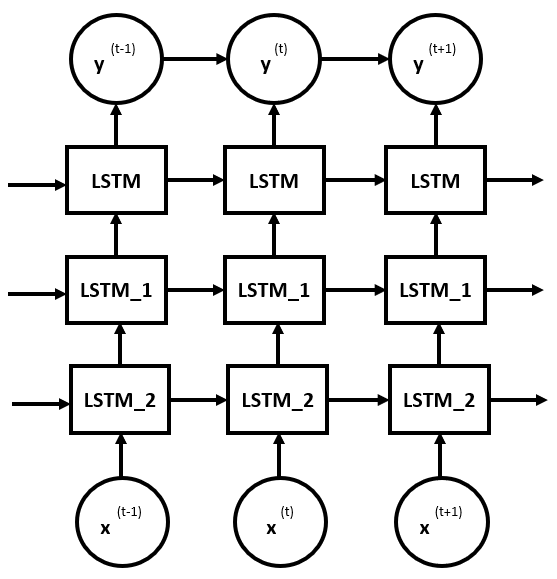 y (t-1) y (t) y (t+1)
LSTM LSTM LSTM
LSTM_1 LSTM_1 LSTM_1
LSTM_2 LSTM_2 LSTM_2
x (t-1) x (t) x (t+1)